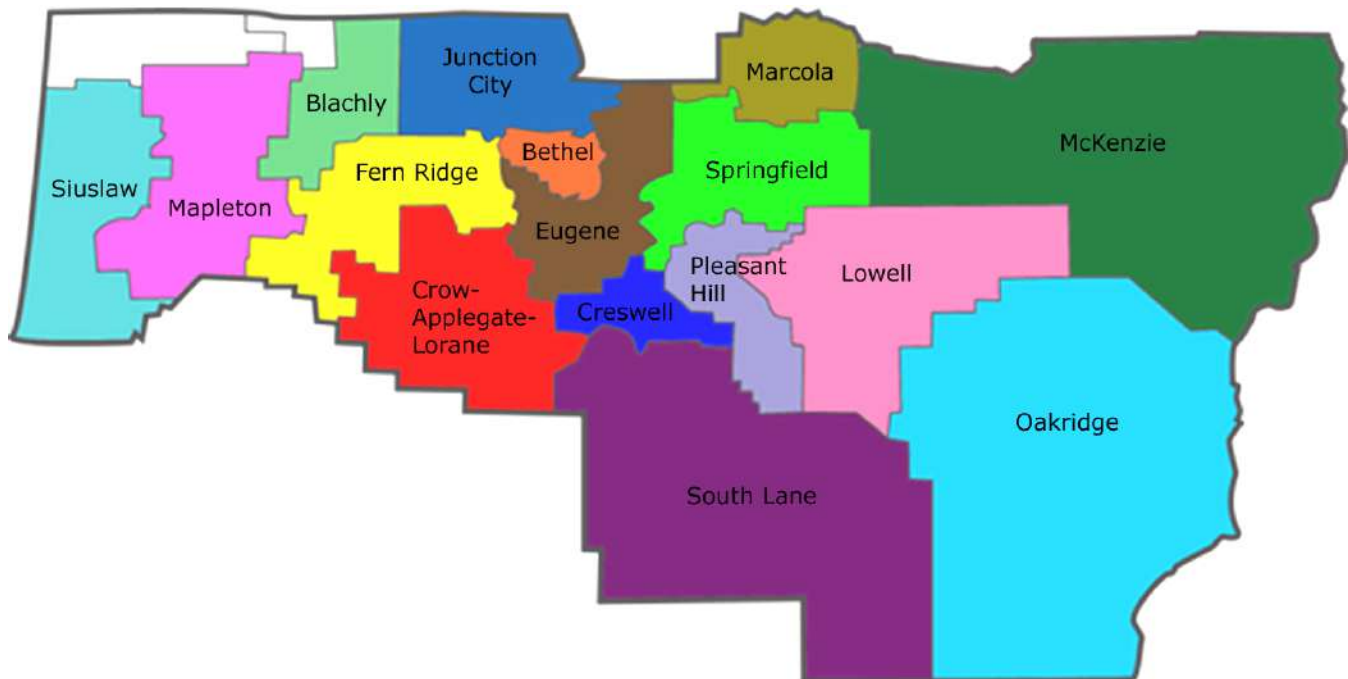 Junction
City
Marcola
Blachly
McKenzie
Bethel
Fern Ridge
Springfield
Siuslaw
Mapleton
Eugene
Pleasant
Hill
Lowell
Crow-
Applegate-
Lorane
Creswell
Oakridge
South Lane